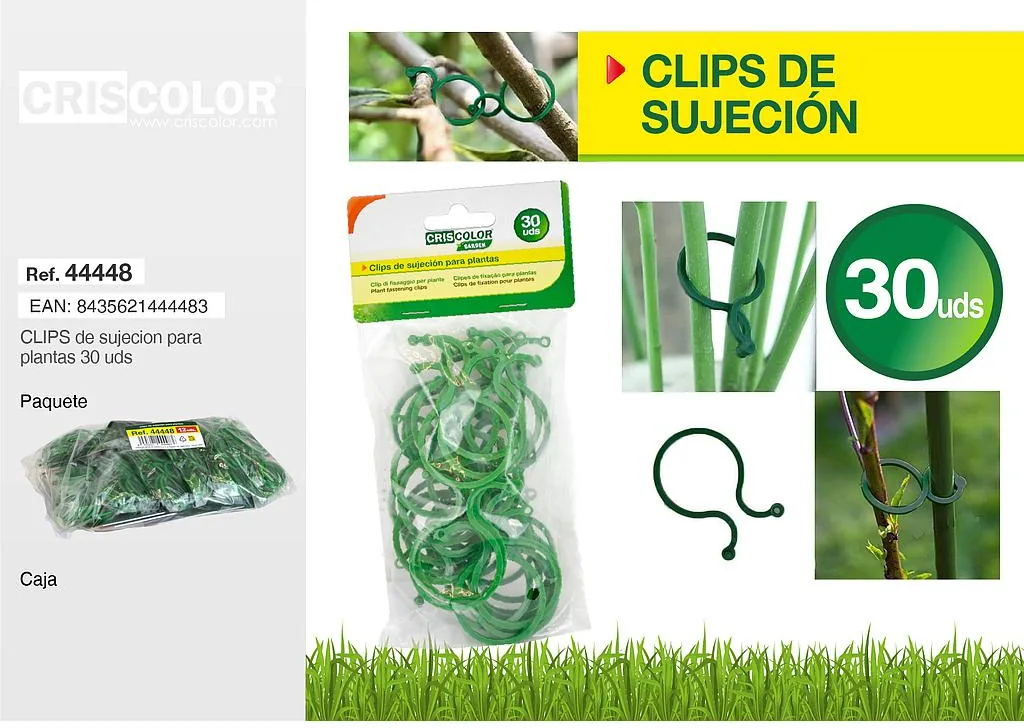 CRISCOLOR®
www.criscolor.com
Ref. 44448
EAN: 8435621444483
CLIPS de sujecion para
plantas 30 uds
Paquete
Ref. 44448 12 uds.
Caja
CLIPS DE
SUJECIÓN
CRISCOLOR
GARDEN
30
uds
Clips de sujeción para plantas
Clip di fissaggio per piante
Plant fastening clips
Clipes de fixação para plantas
Clips de fixation pour plantes
30uds